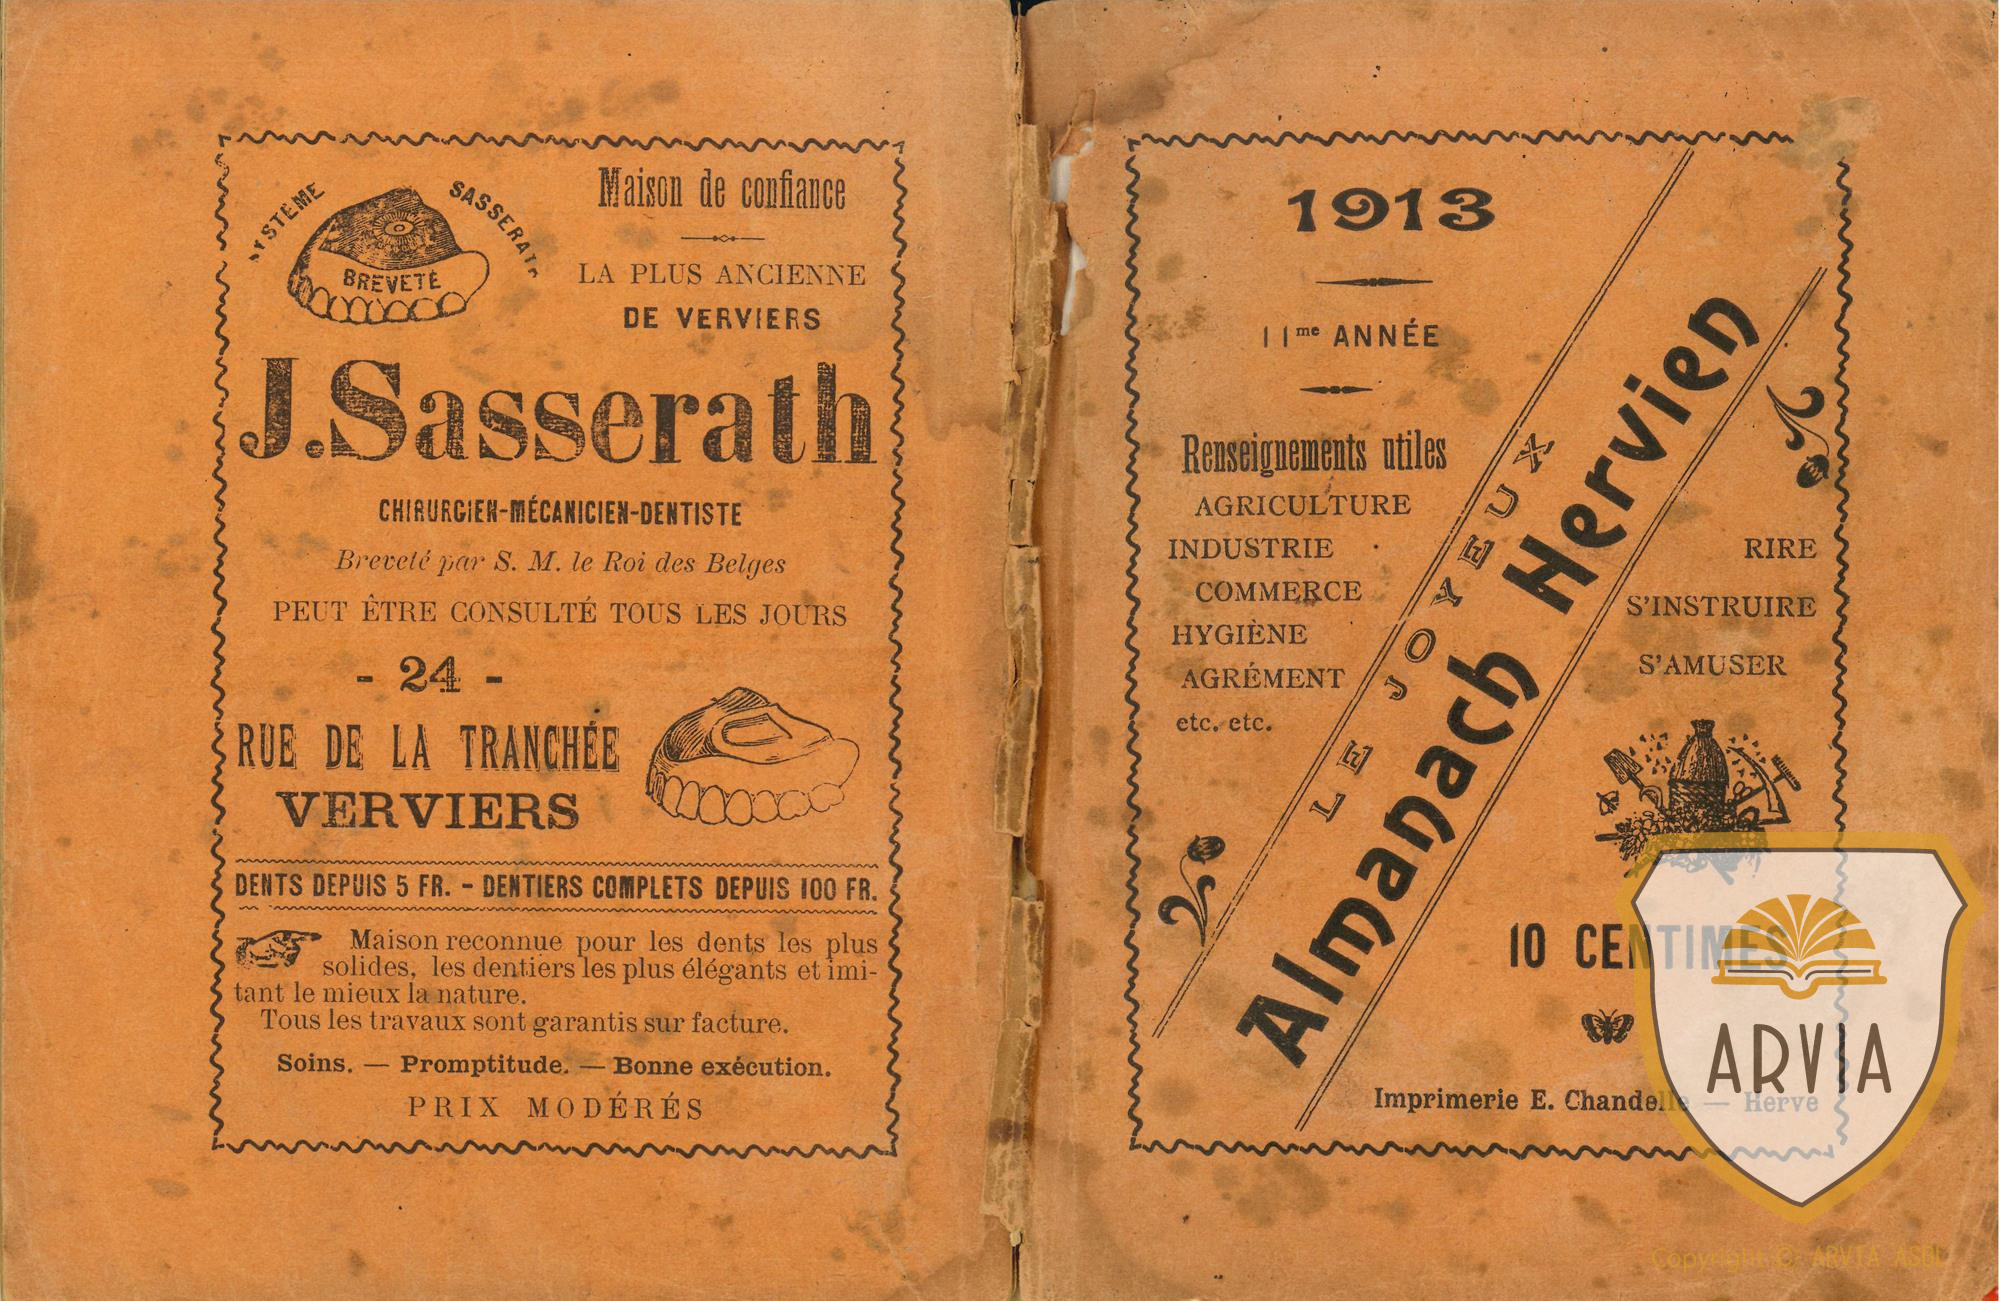 SYSTÈME SASSERATH
BREVETÉ
Maison de confiance
LA PLUS ANCIENNE
DE VERVIERS
J. Sasserath
CHIRURGIEN-MÉCANICIEN-DENTISTE
Breveté par S. M. le Roi des Belges
PEUT ÊTRE CONSULTÉ TOUS LES JOURS
- 24 -
RUE DE LA TRANCHÉE
VERVIERS
DENTS DEPUIS 5 FR. - DENTIERS COMPLETS DEPUIS 100 FR.
Maison reconnue pour les dents les plus
solides, les dentiers les plus élégants et imi-
tant le mieux la nature.
Tous les travaux sont garantis sur facture.
Soins. — Promptitude. — Bonne exécution.
PRIX MODÉRÉS
1913
11me ANNÉE
Renseignements utiles
AGRICULTURE
INDUSTRIE
COMMERCE
HYGIÈNE
AGRÉMENT
etc. etc.
LE JOYEUX
Almanach Hervien
RIRE
S'INSTRUIRE
S'AMUSER
10 CENTIMES
Imprimerie E. Chandelle — Herve
ARVIA
Copyright © ARVIA ASBL